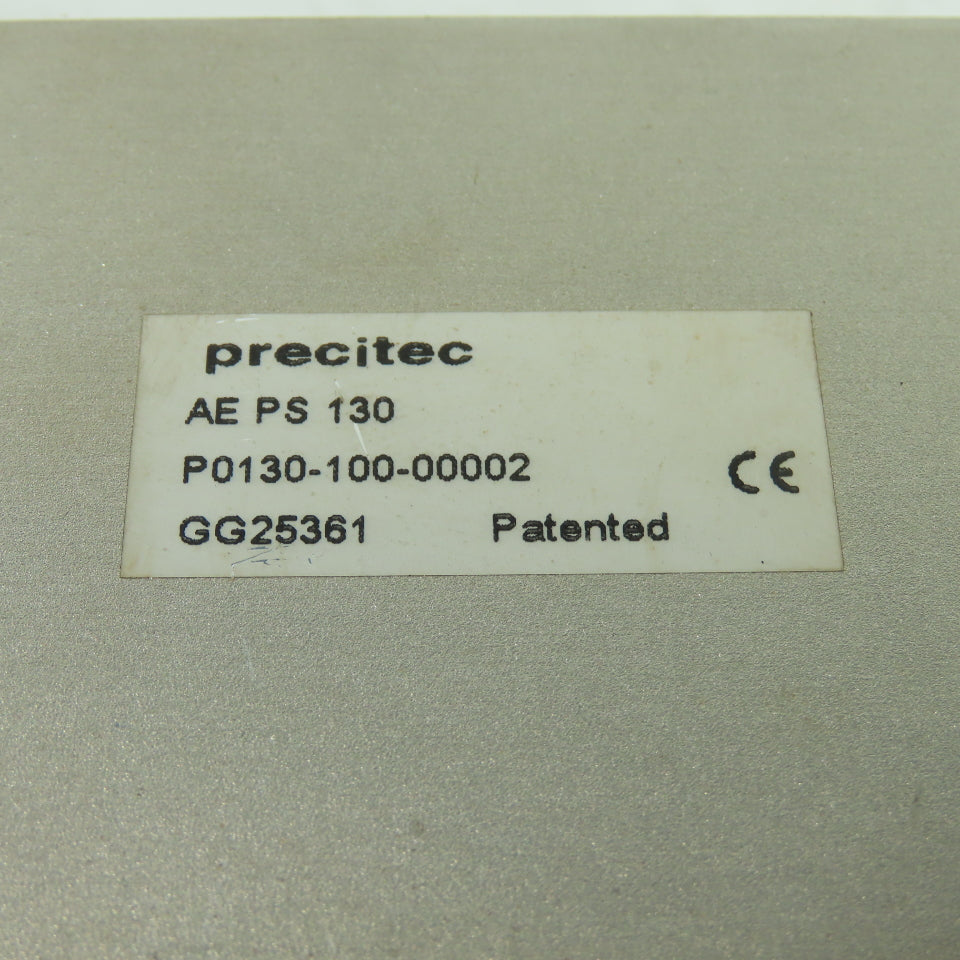 precitec
AE PS 130
P0130-100-00002
CE
GG25361 Patented